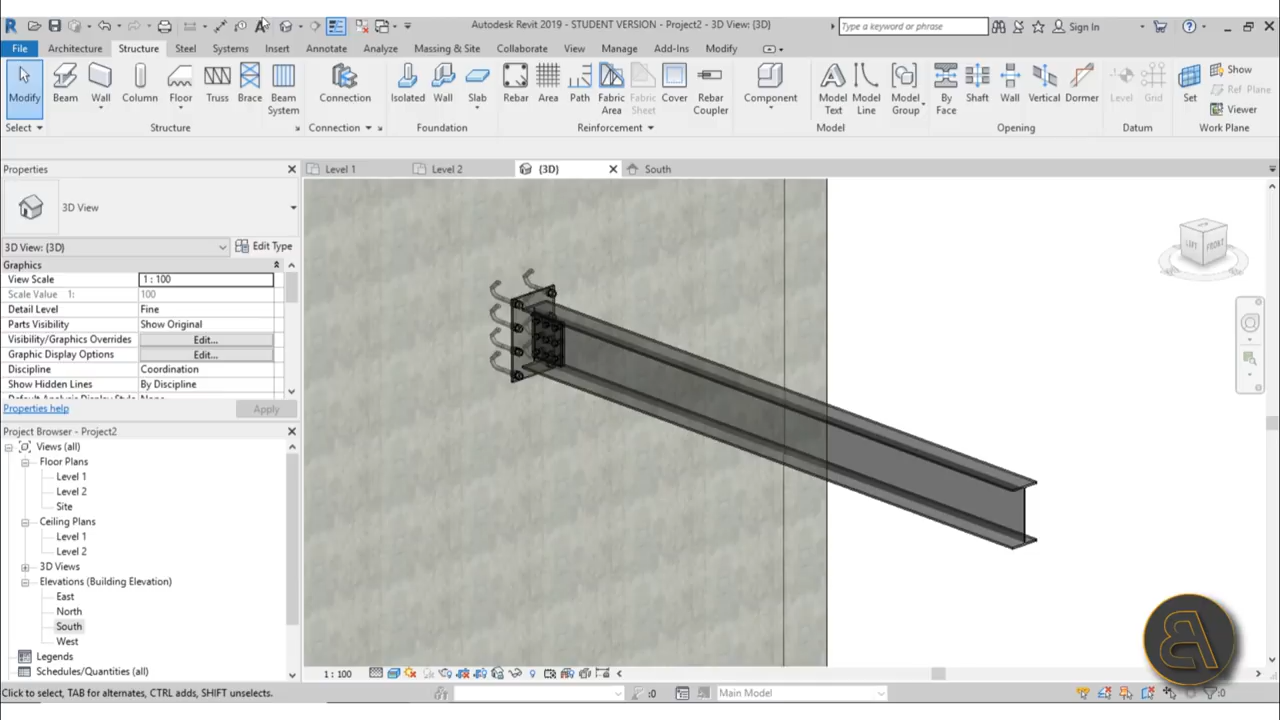 Autodesk Revit 2019 - STUDENT VERSION - Project2 - 3D View: {3D}
Type a keyword or phrase
Sign In
File Architecture Structure Steel Systems Insert Annotate Analyze Massing & Site Collaborate View Manage Add-Ins Modify
Modify Beam Wall Column Floor Truss Brace Beam System Connection Isolated Wall Slab Rebar Area Path Fabric Area Fabric Sheet Cover Rebar Coupler Component Model Text Model Line Model Group By Face Shaft Wall Vertical Dormer Level Grid Set Show Ref Plane Viewer
Select Structure Connection Foundation Reinforcement Model Opening Datum Work Plane
Properties
Level 1 Level 2 {3D} South
3D View
3D View: {3D} Edit Type
Graphics
View Scale 1 : 100
Scale Value 1: 100
Detail Level Fine
Parts Visibility Show Original
Visibility/Graphics Overrides Edit...
Graphic Display Options Edit...
Discipline Coordination
Show Hidden Lines By Discipline
Default Analysis Display Style None
Properties help Apply
Project Browser - Project2
Views (all)
Floor Plans
Level 1
Level 2
Site
Ceiling Plans
Level 1
Level 2
3D Views
Elevations (Building Elevation)
East
North
South
West
Legends
Schedules/Quantities (all)
LEFT FRONT
1 : 100
Click to select, TAB for alternates, CTRL adds, SHIFT unselects.
:0
Main Model
:0